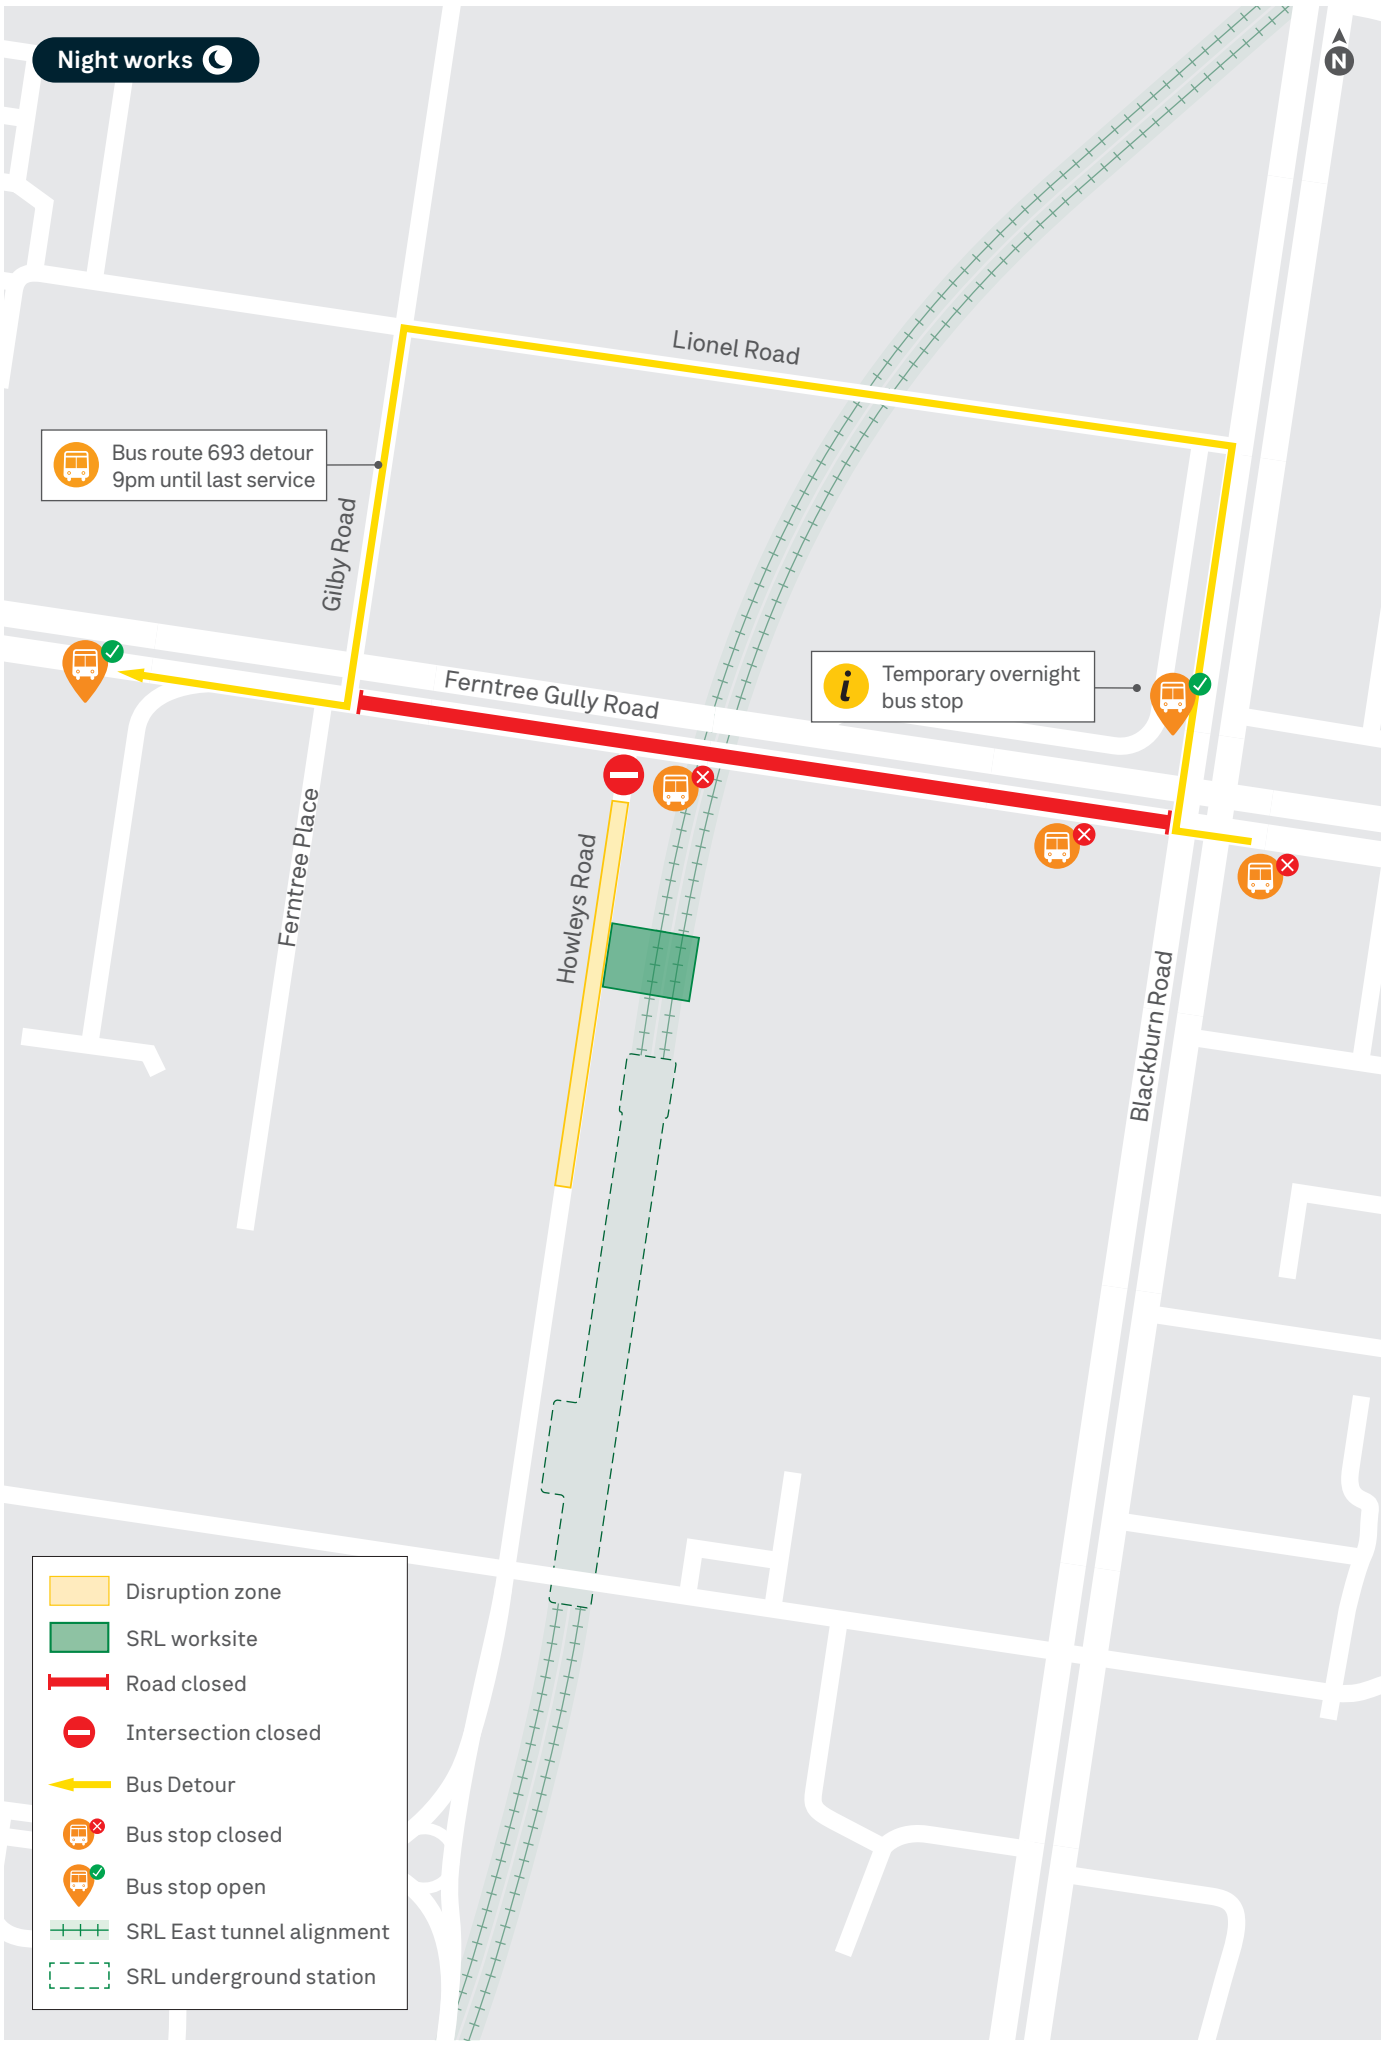 Night works
N
Lionel Road
Bus route 693 detour
9pm until last service
Gilby Road
Ferntree Gully Road
i
Temporary overnight
bus stop
Ferntree Place
Howleys Road
Blackburn Road
Disruption zone
SRL worksite
Road closed
Intersection closed
Bus Detour
Bus stop closed
Bus stop open
SRL East tunnel alignment
SRL underground station